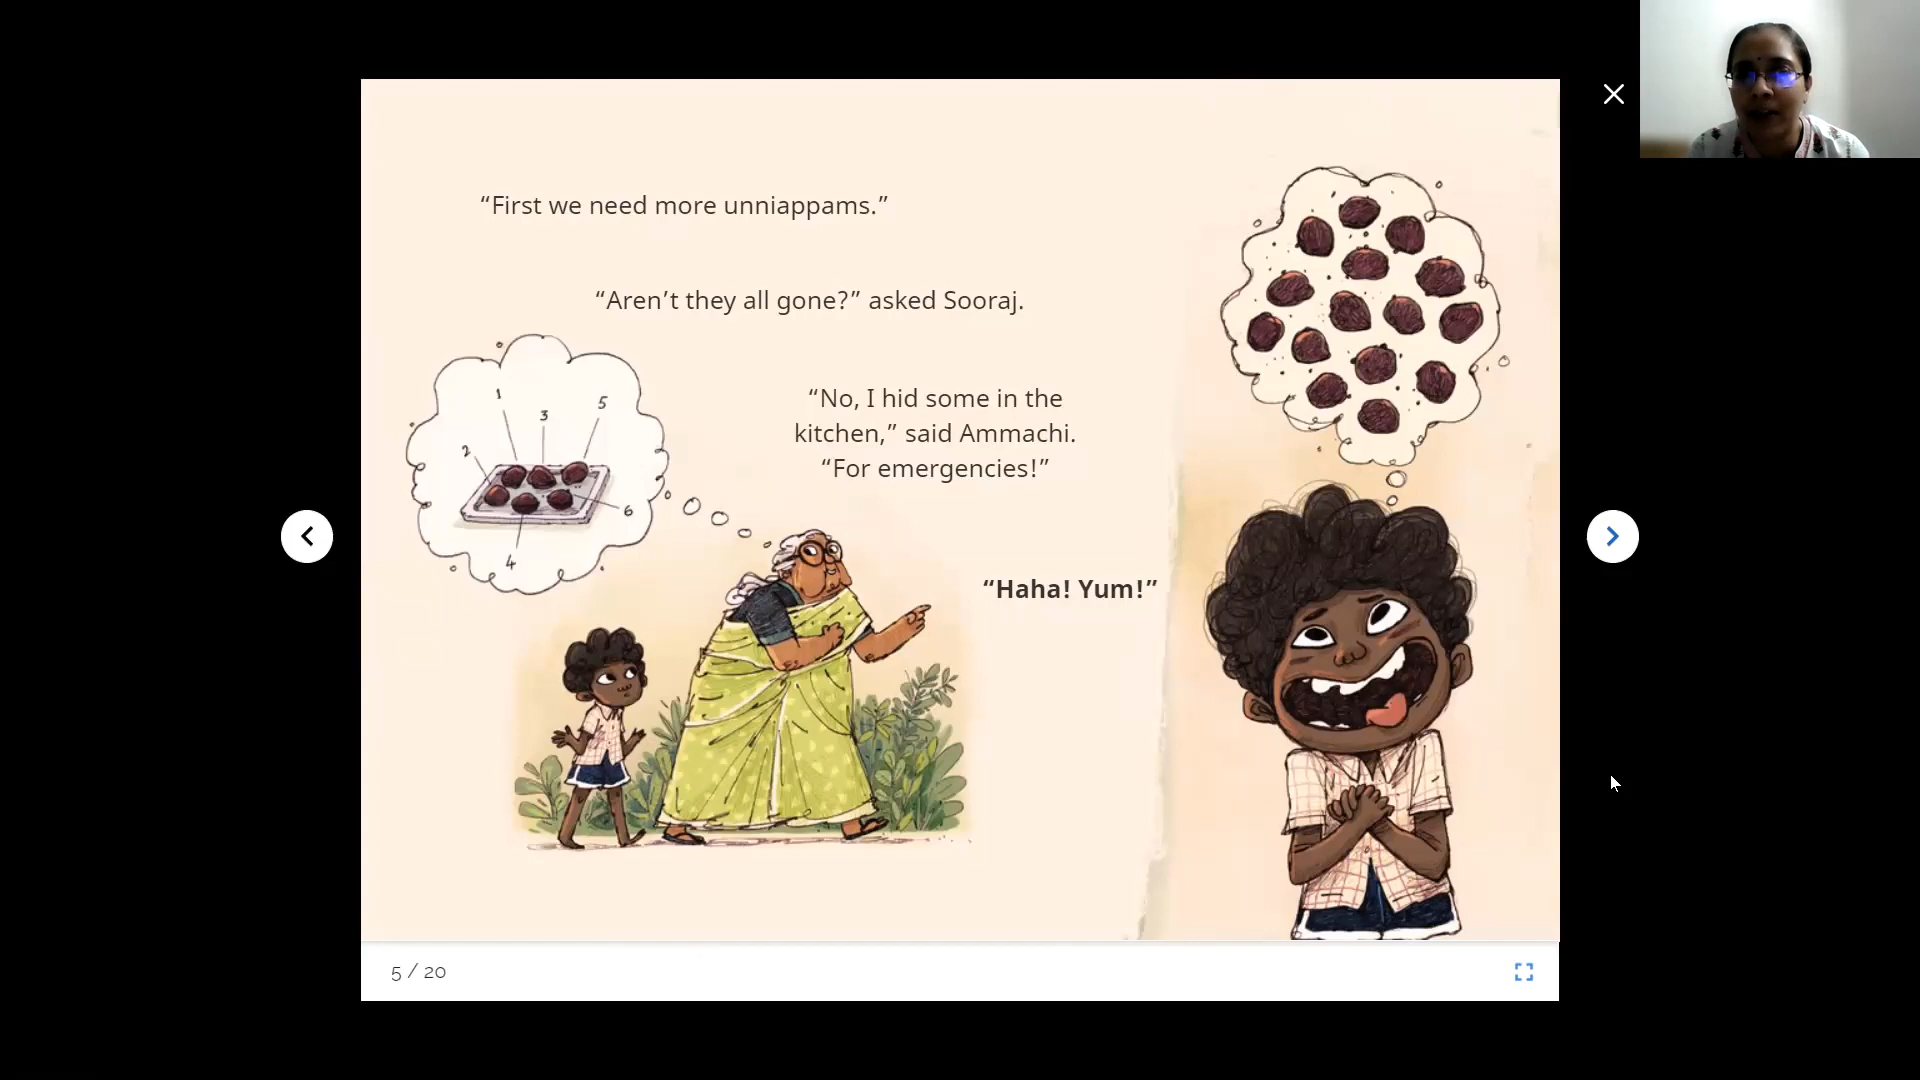 “First we need more unniappams.”
“Aren’t they all gone?” asked Sooraj.
“No, I hid some in the
kitchen,” said Ammachi.
“For emergencies!”
1
5
3
2
6
4
“Haha! Yum!”
5 / 20